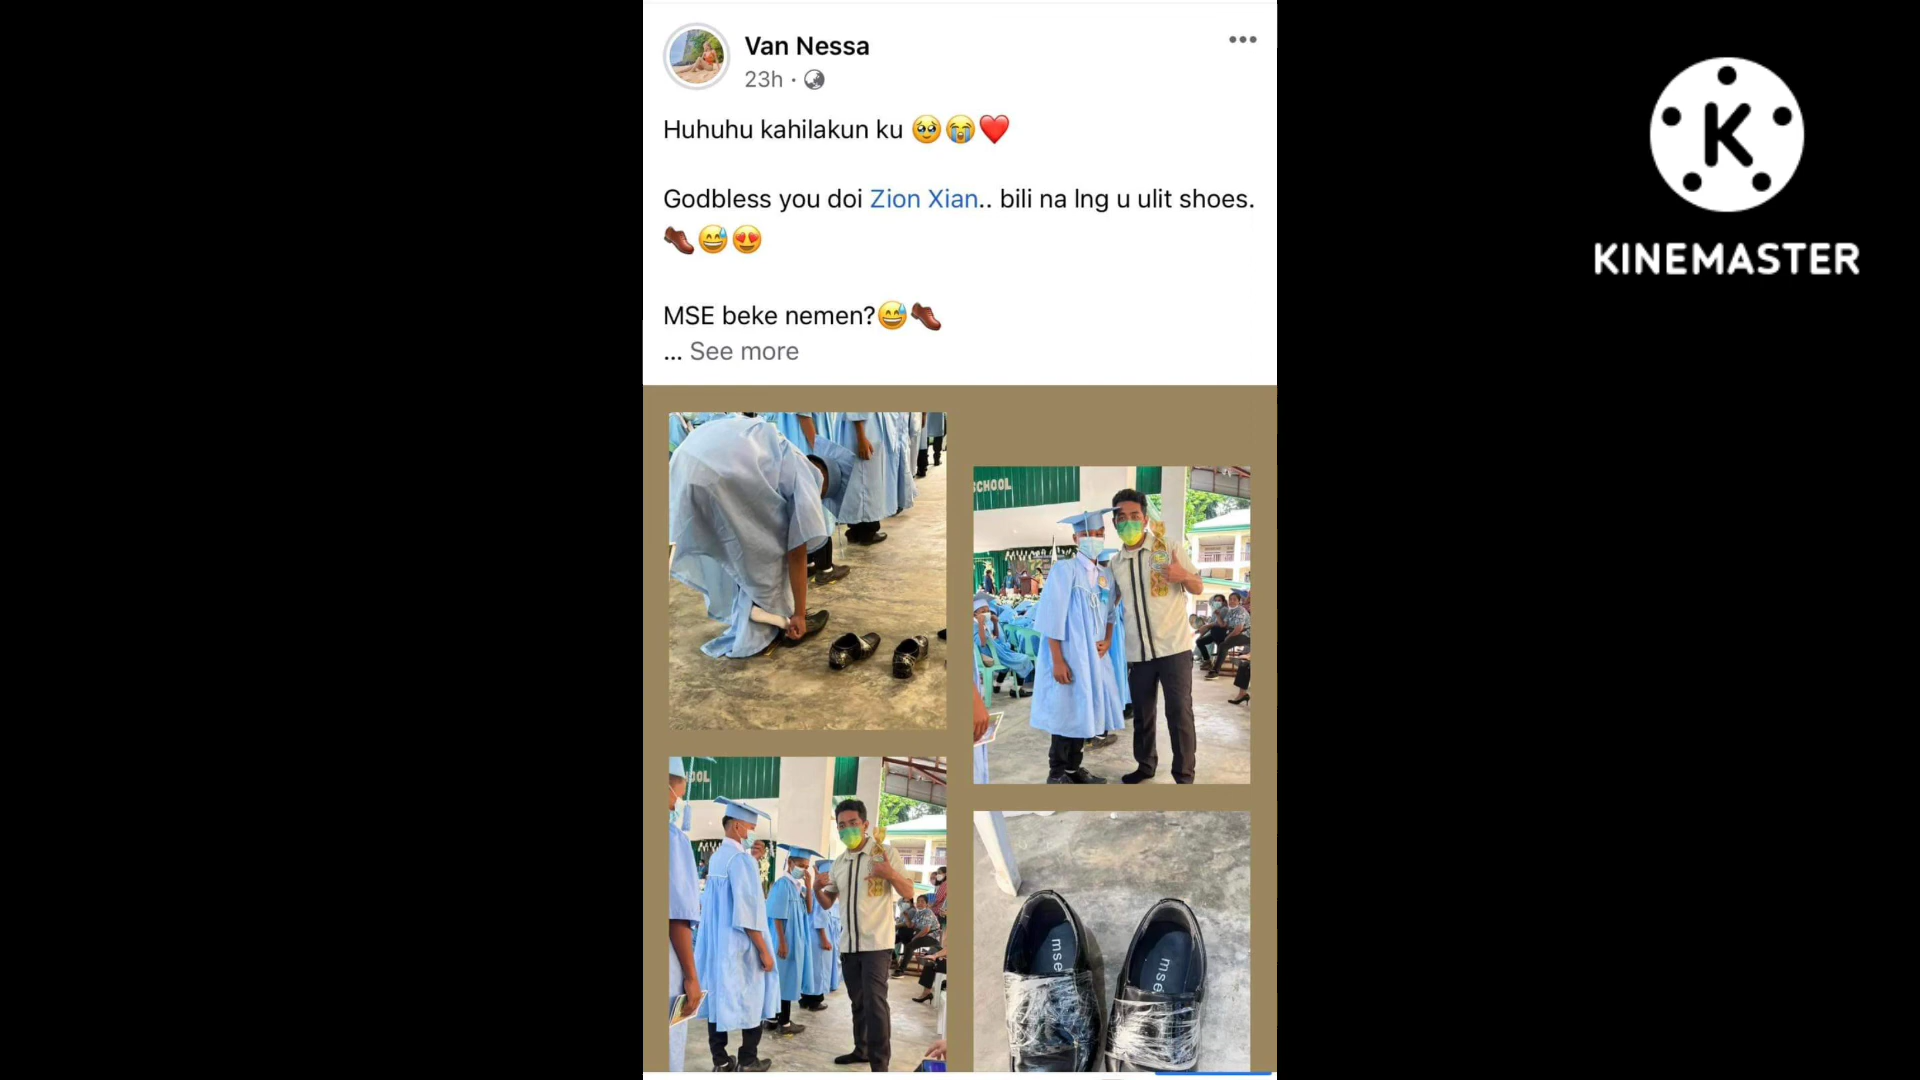 Van Nessa
23h ·
Huhuhu kahilakun ku 🥹😭❤️
Godbless you doi Zion Xian.. bili na lng u ulit shoes.
👞😅😍
MSE beke nemen?😅👞
... See more
K
KINEMASTER
SCHOOL
OOL
mse
mse